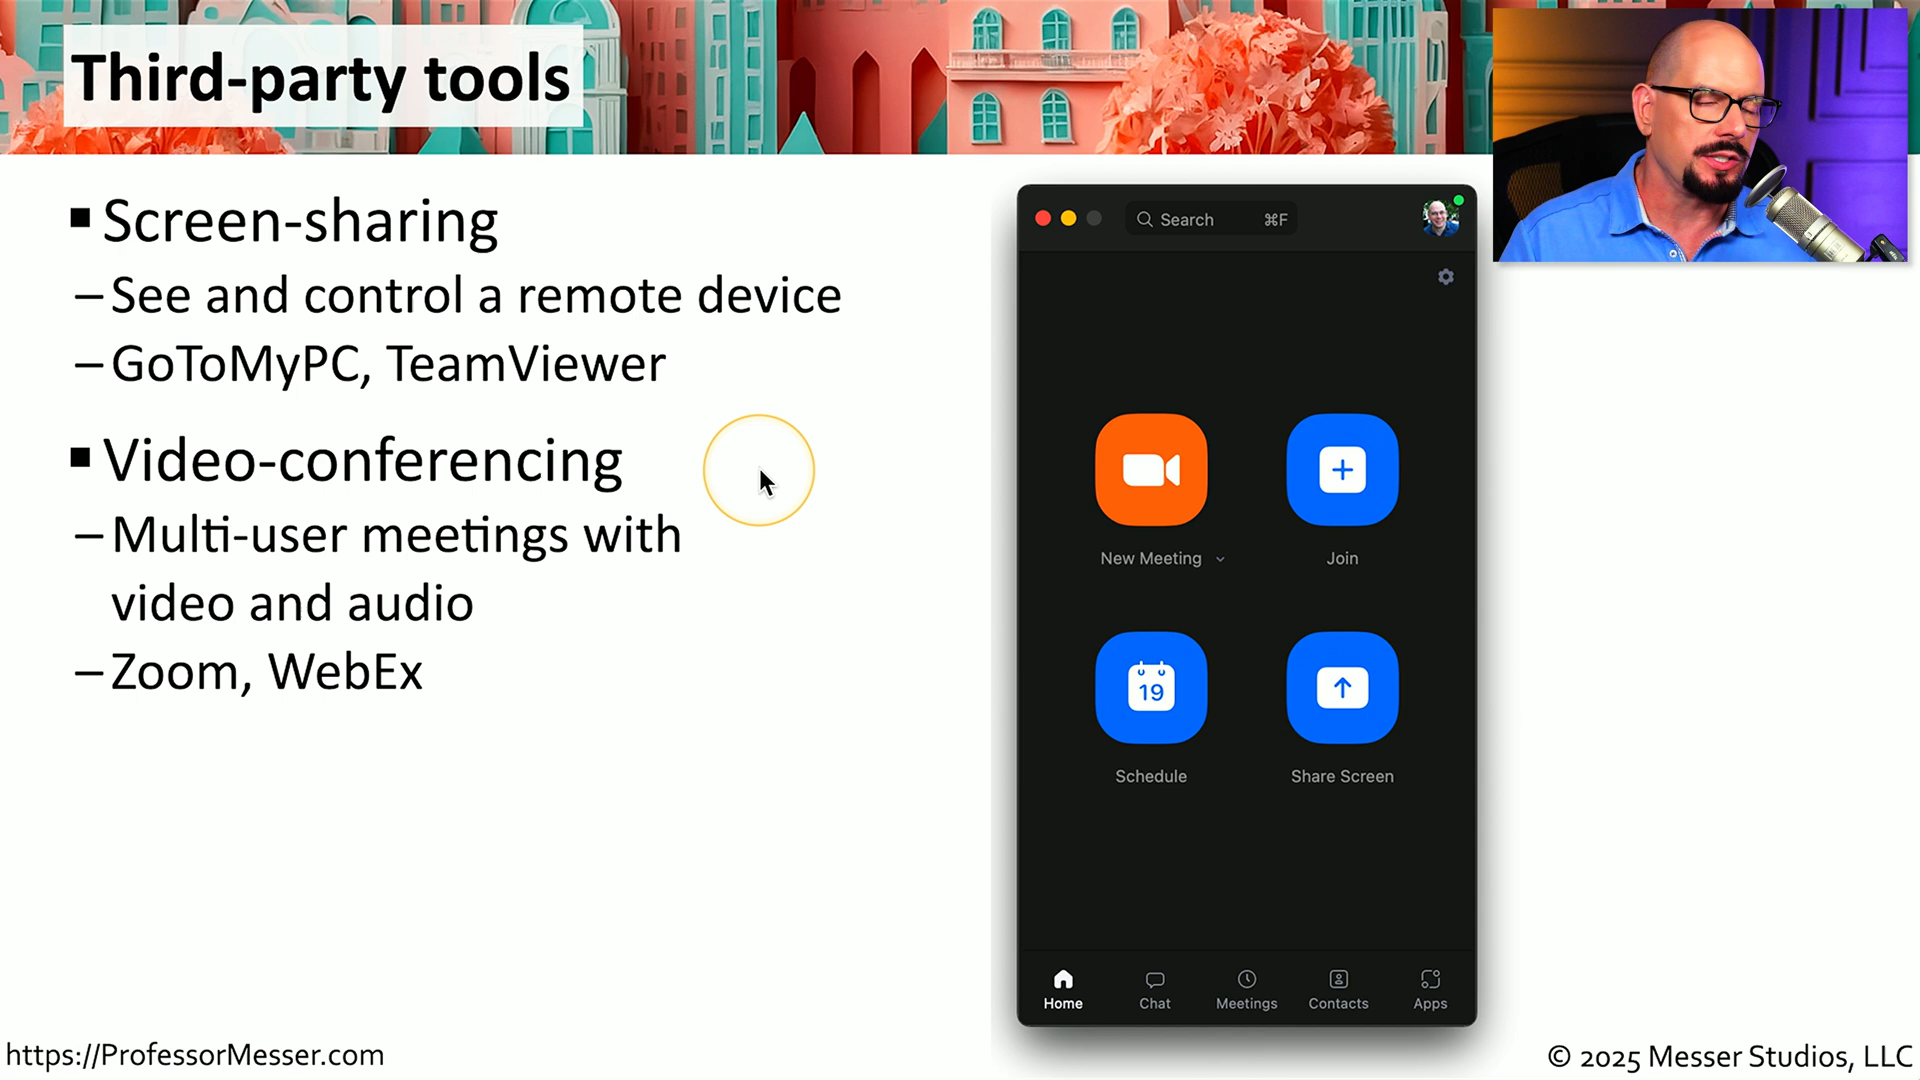 Third-party tools
▪ Screen-sharing
– See and control a remote device
– GoToMyPC, TeamViewer
▪ Video-conferencing
– Multi-user meetings with
video and audio
– Zoom, WebEx
Search ⌘F
New Meeting
Join
19
Schedule
Share Screen
Home
Chat
Meetings
Contacts
Apps
https://ProfessorMesser.com
© 2025 Messer Studios, LLC